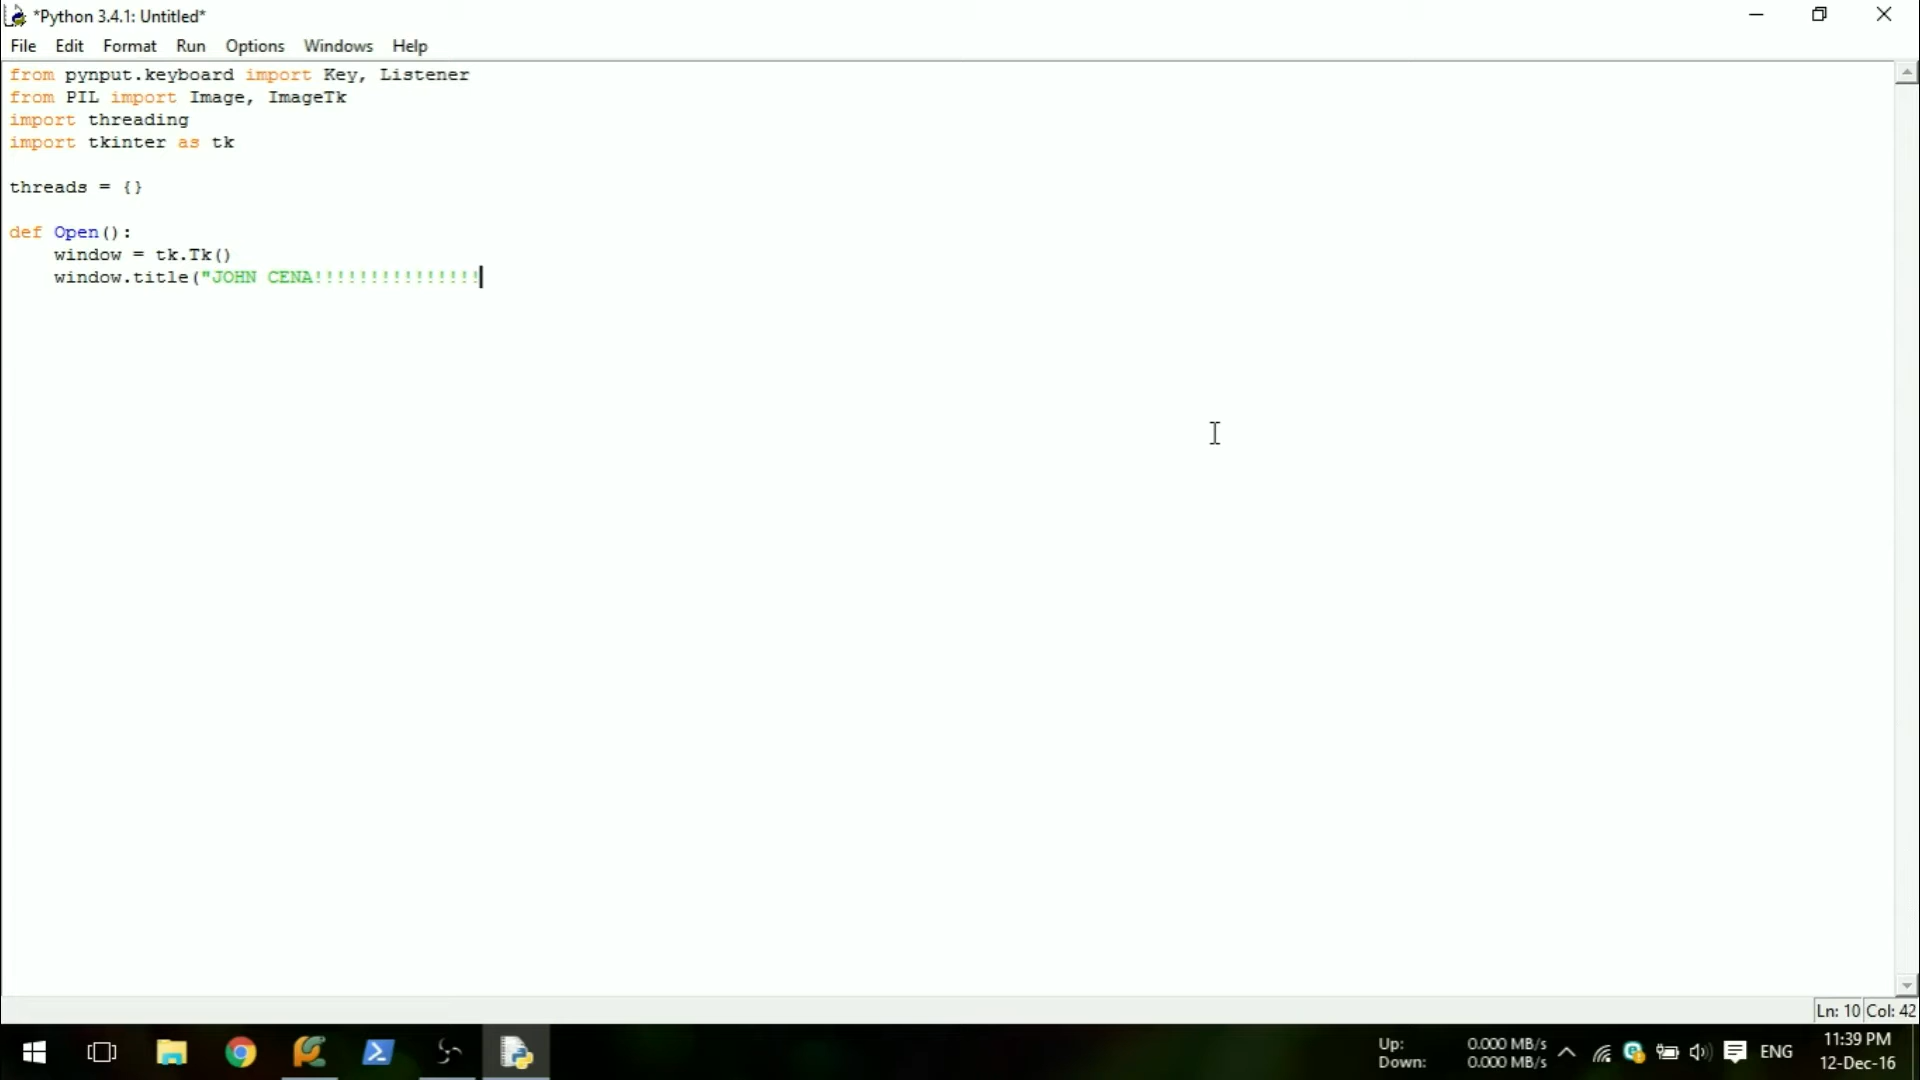 *Python 3.4.1: Untitled*
File Edit Format Run Options Windows Help
from pynput.keyboard import Key, Listener
from PIL import Image, ImageTk
import threading
import tkinter as tk
threads = {}
def Open():
    window = tk.Tk()
    window.title("JOHN CENA!!!!!!!!!!!!!!!
Ln: 10 Col: 42
Up: 0.000 MB/s
Down: 0.000 MB/s
ENG
11:39 PM
12-Dec-16